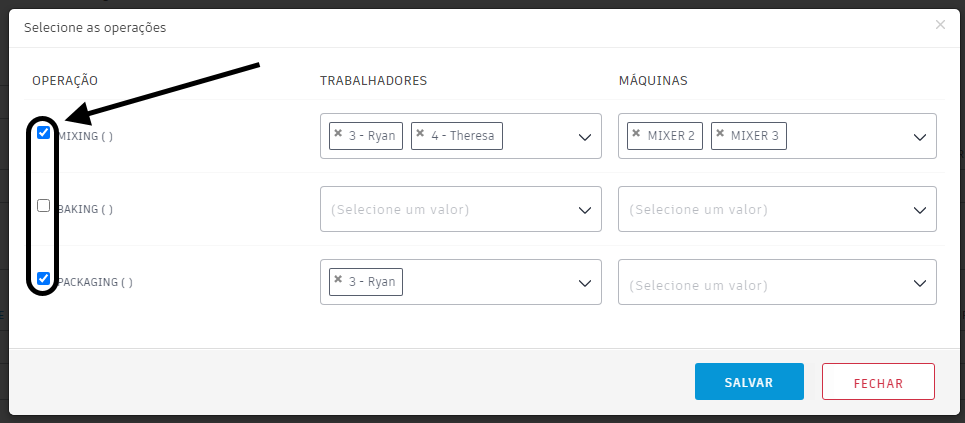 Selecione as operações
OPERAÇÃO TRABALHADORES MÁQUINAS
MIXING ( ) × 3 - Ryan × 4 - Theresa × MIXER 2 × MIXER 3
BAKING ( ) (Selecione um valor) (Selecione um valor)
PACKAGING ( ) × 3 - Ryan (Selecione um valor)
SALVAR FECHAR